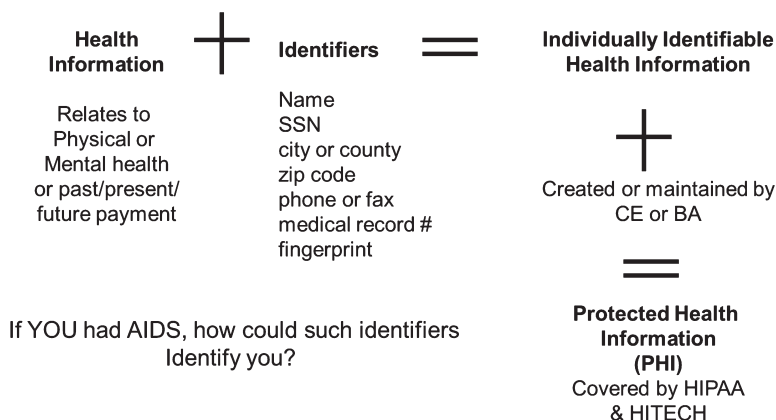 Health
Information
+
Identifiers
=
Individually Identifiable
Health Information
Relates to
Physical or
Mental health
or past/present/
future payment
Name
SSN
city or county
zip code
phone or fax
medical record #
fingerprint
+
Created or maintained by
CE or BA
=
Protected Health
Information
(PHI)
Covered by HIPAA
& HITECH
If YOU had AIDS, how could such identifiers
Identify you?